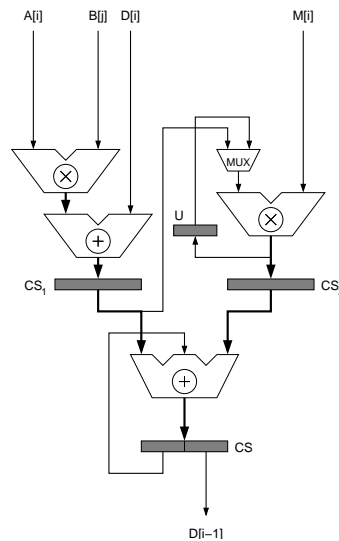 A[i] B[j] D[i] M[i]
MUX
×
×
U
+
CS₁
CS
+
CS
D[i−1]